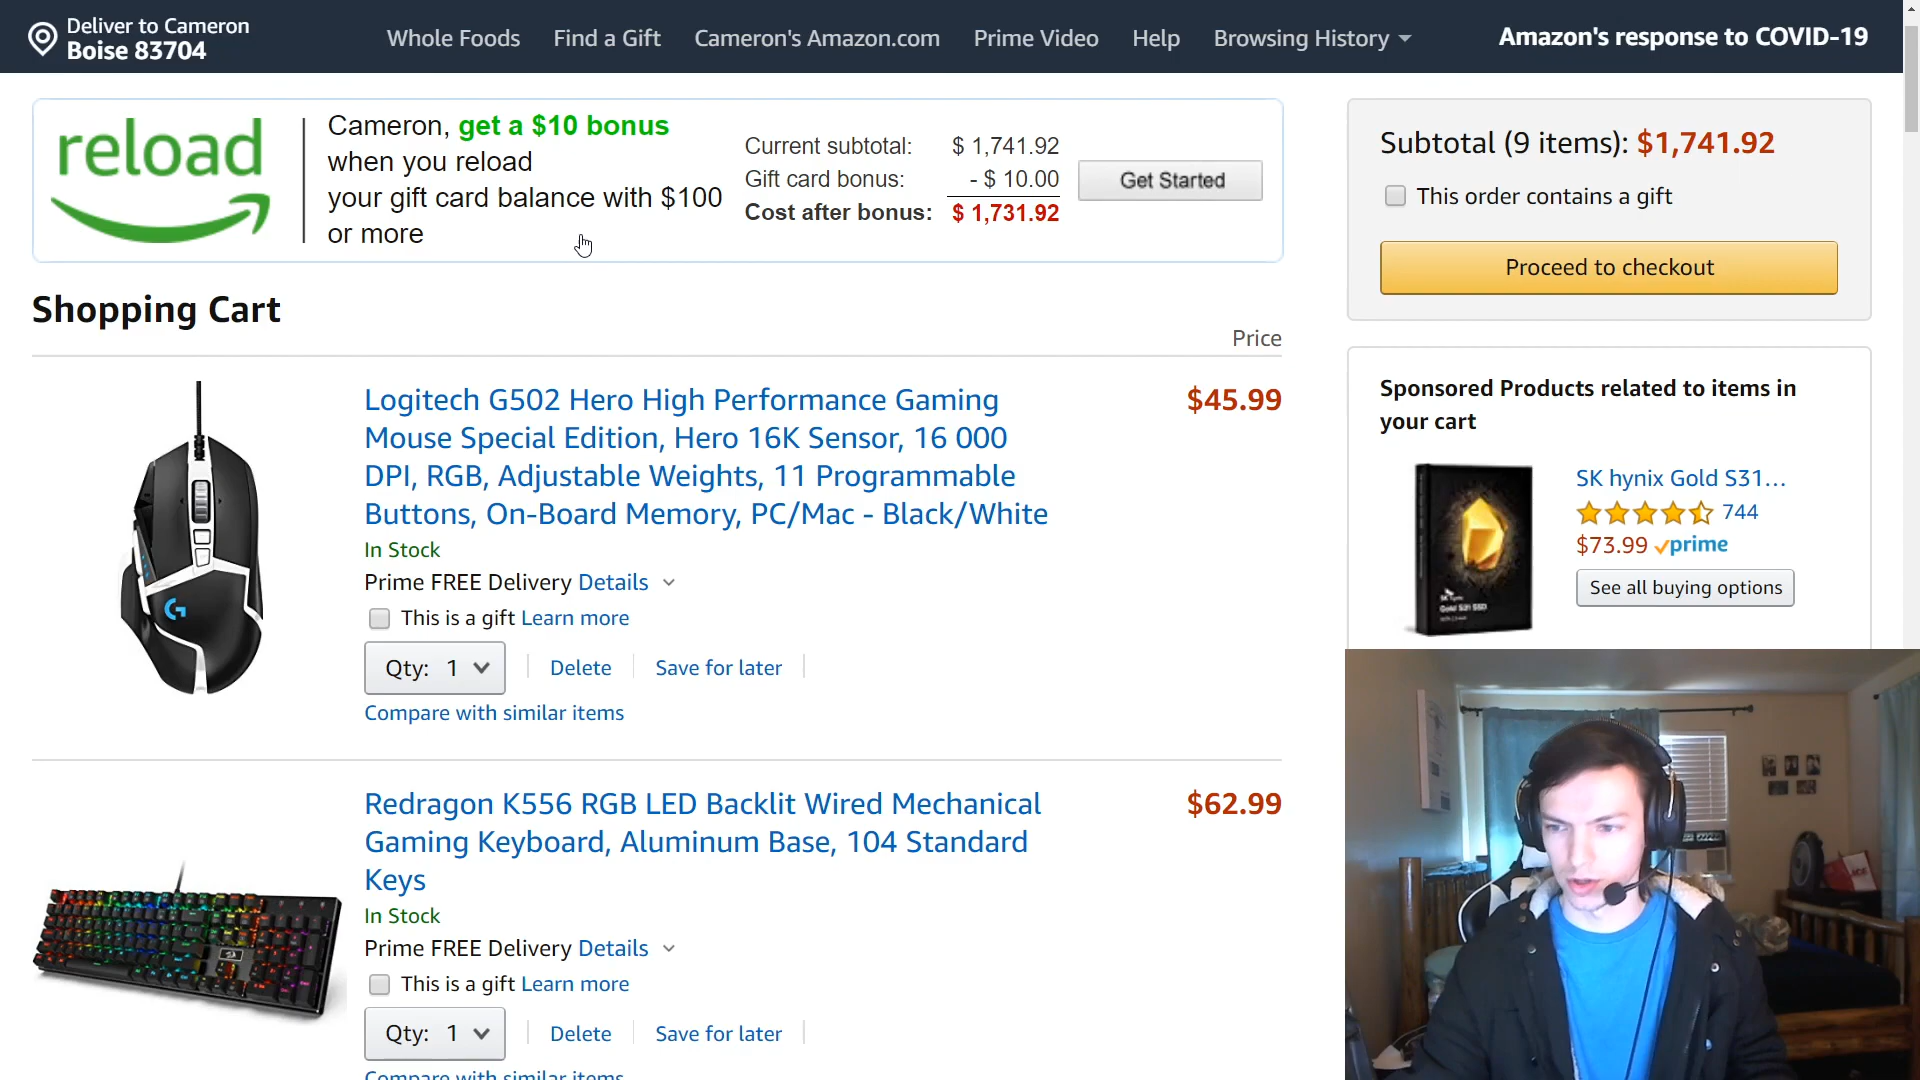 Deliver to Cameron
Boise 83704
Whole Foods
Find a Gift
Cameron's Amazon.com
Prime Video
Help
Browsing History
Amazon's response to COVID-19
reload
Cameron, get a $10 bonus
when you reload
your gift card balance with $100
or more
Current subtotal: $ 1,741.92
Gift card bonus: - $ 10.00
Cost after bonus: $ 1,731.92
Get Started
Subtotal (9 items): $1,741.92
This order contains a gift
Proceed to checkout
Shopping Cart
Price
Logitech G502 Hero High Performance Gaming
Mouse Special Edition, Hero 16K Sensor, 16 000
DPI, RGB, Adjustable Weights, 11 Programmable
Buttons, On-Board Memory, PC/Mac - Black/White
$45.99
In Stock
Prime FREE Delivery Details
This is a gift Learn more
Qty: 1
Delete
Save for later
Compare with similar items
Sponsored Products related to items in
your cart
SK hynix Gold S31...
744
$73.99 prime
See all buying options
SK hynix
Gold S31 SSD
Redragon K556 RGB LED Backlit Wired Mechanical
Gaming Keyboard, Aluminum Base, 104 Standard
Keys
$62.99
In Stock
Prime FREE Delivery Details
This is a gift Learn more
Qty: 1
Delete
Save for later
Compare with similar items